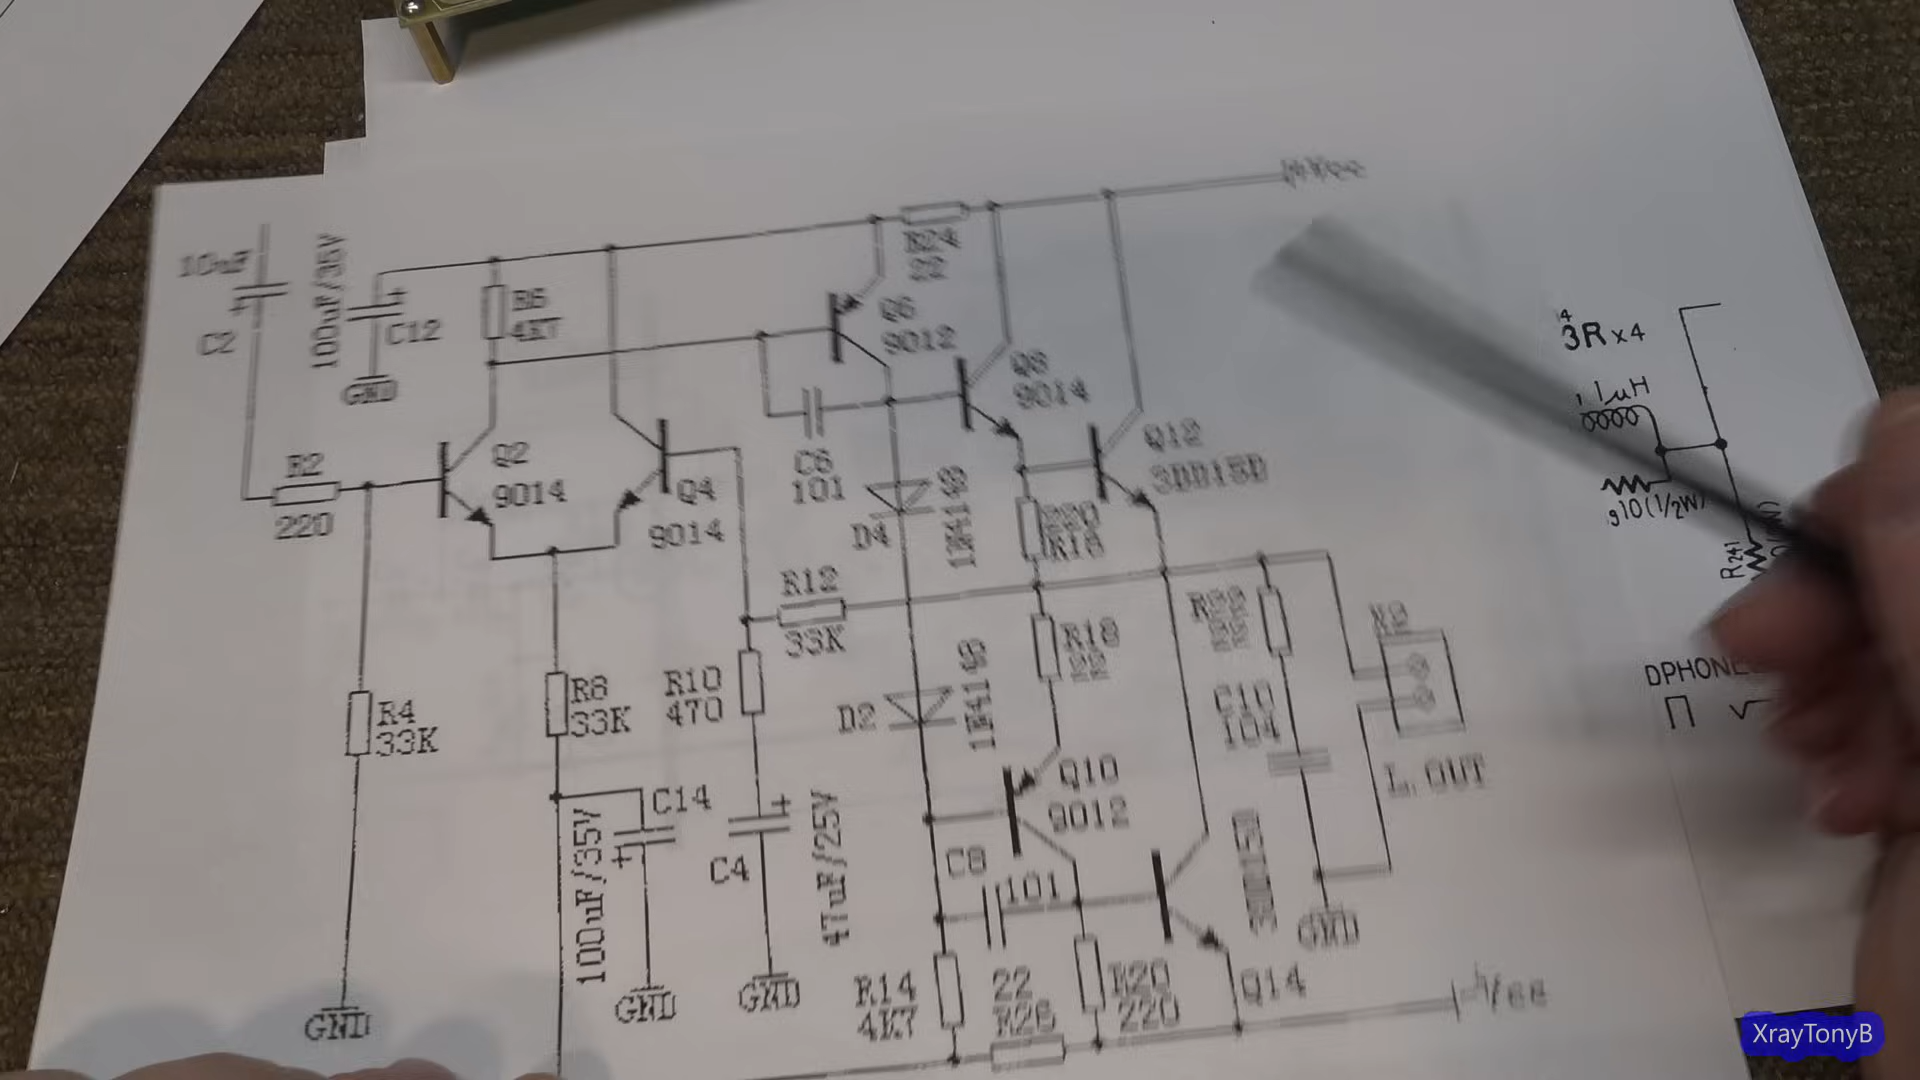 10uF
C2
100uF/35V
C12
GND
R6
4K7
R24
22
Q6
9012
Q8
9014
Q12
3DD15D
R2
220
Q2
9014
Q4
9014
C6
101
D4
1N4148
220
R16
R12
33K
R4
33K
R8
33K
R10
470
D2
1N4148
R18
22
C10
104
L. OUT
Q10
9012
C14
100uF/35V
C4
47uF/25V
C8
101
3DD15D
Q14
GND
GND
GND
GND
R14
4K7
22
R26
R20
220
3R x4
1uH
10(1/2W)
R241
DPHONE
XrayTonyB